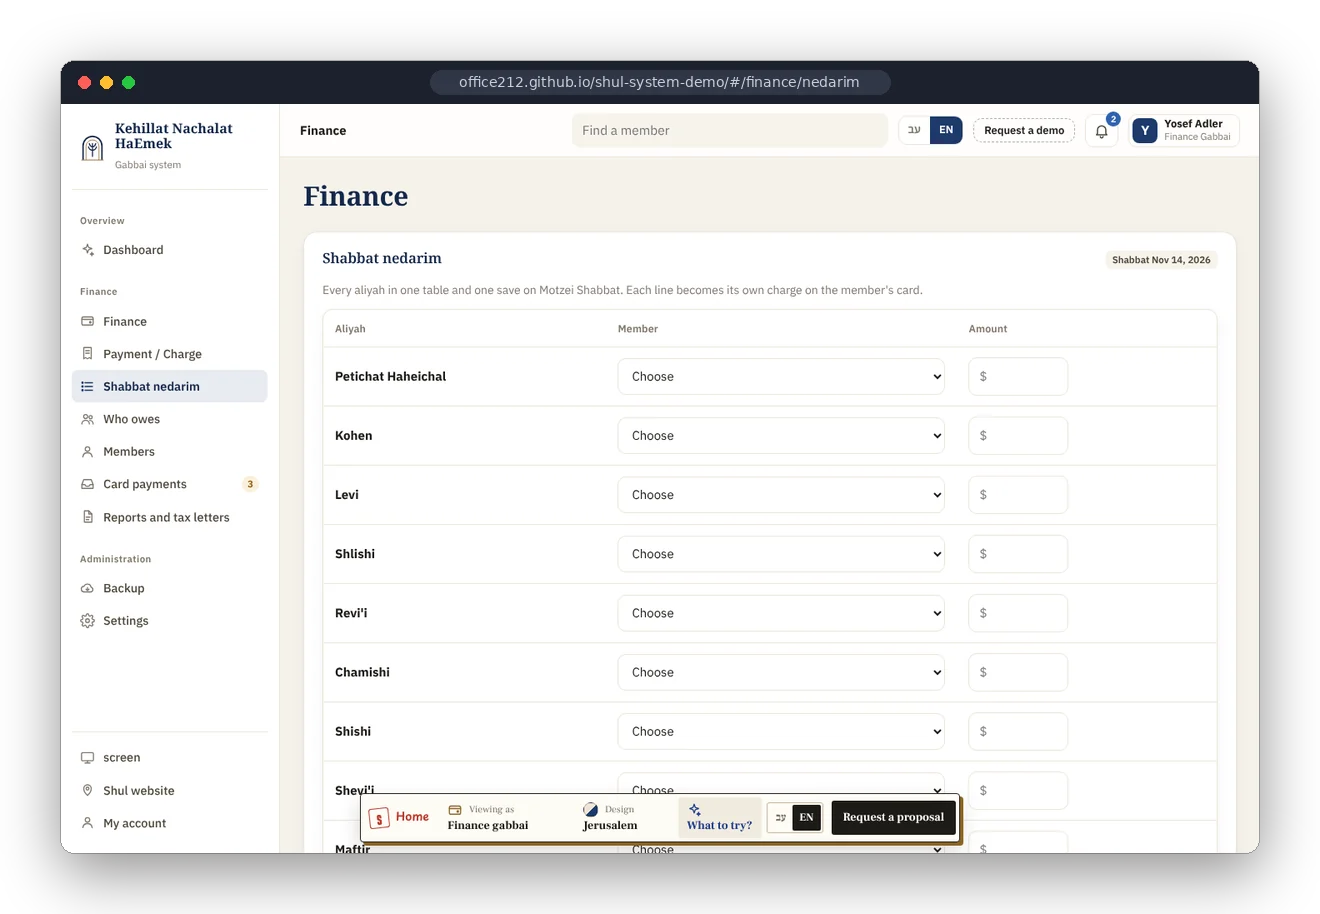 office212.github.io/shul-system-demo/#/finance/nedarim
Kehillat Nachalat
HaEmek
Gabbai system
Overview
Dashboard
Finance
Finance
Payment / Charge
Shabbat nedarim
Who owes
Members
Card payments 3
Reports and tax letters
Administration
Backup
Settings
screen
Shul website
My account
Finance
Find a member
עב EN
Request a demo
2
Y
Yosef Adler
Finance Gabbai
Finance
Shabbat nedarim
Shabbat Nov 14, 2026
Every aliyah in one table and one save on Motzei Shabbat. Each line becomes its own charge on the member's card.
Aliyah Member Amount
Petichat Haheichal Choose $
Kohen Choose $
Levi Choose $
Shlishi Choose $
Revi'i Choose $
Chamishi Choose $
Shishi Choose $
Shevi'i Choose $
Maftir Choose $
$ Home
Viewing as
Finance gabbai
Design
Jerusalem
What to try?
עב EN
Request a proposal